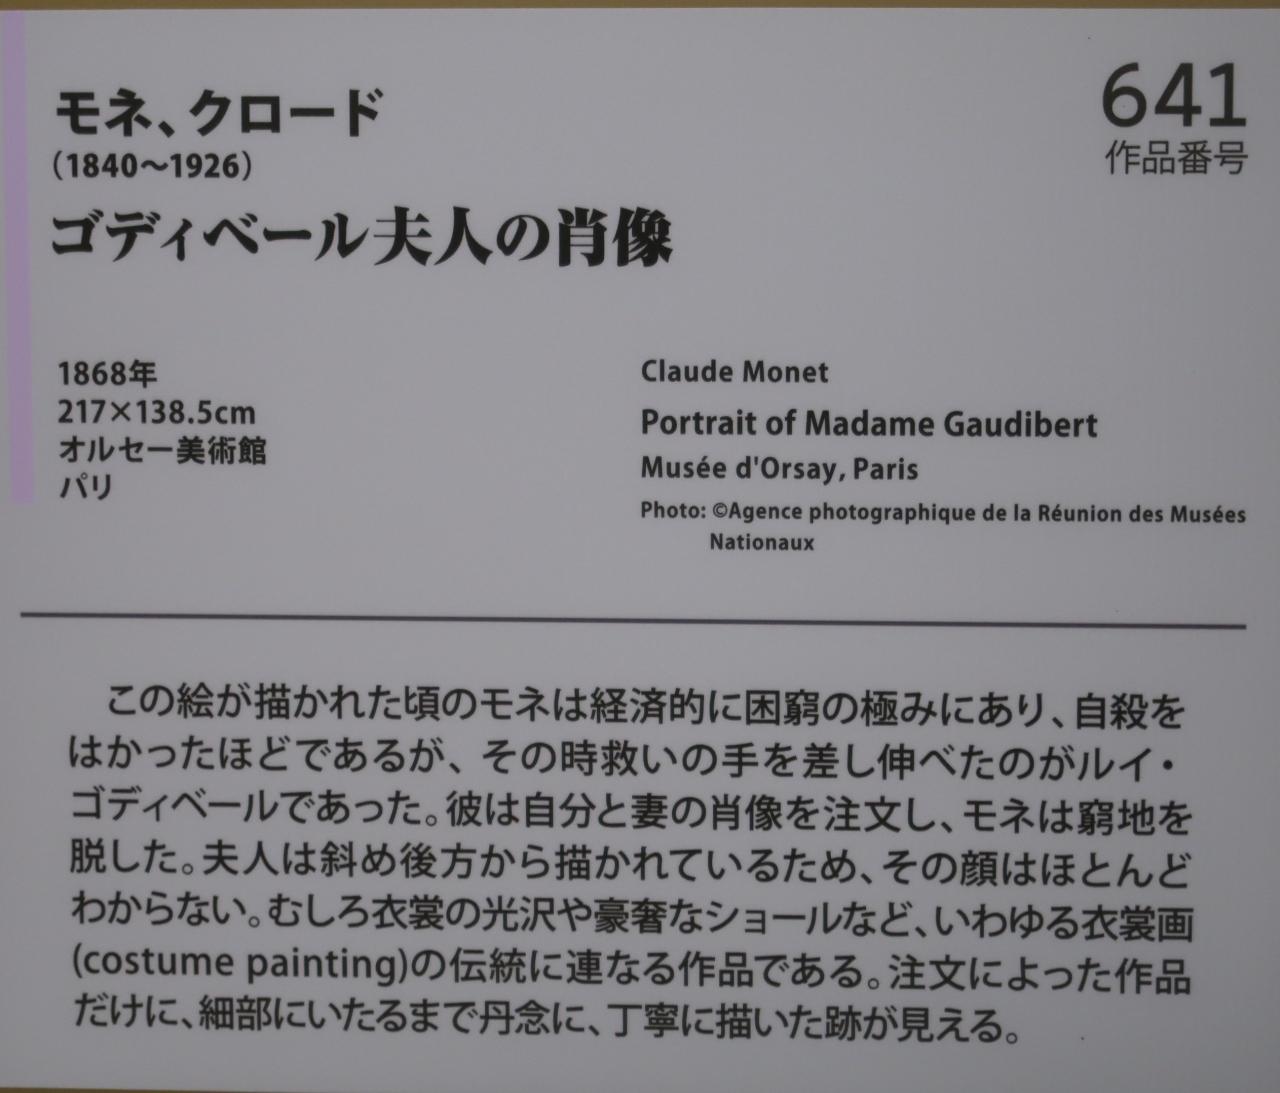 モネ、クロード
(1840〜1926)
ゴディベール夫人の肖像
641
作品番号
1868年
217×138.5cm
オルセー美術館
パリ
Claude Monet
Portrait of Madame Gaudibert
Musée d'Orsay, Paris
Photo: ©Agence photographique de la Réunion des Musées
Nationaux
この絵が描かれた頃のモネは経済的に困窮の極みにあり、自殺を
はかったほどであるが、その時救いの手を差し伸べたのがルイ・
ゴディベールであった。彼は自分と妻の肖像を注文し、モネは窮地を
脱した。夫人は斜め後方から描かれているため、その顔はほとんど
わからない。むしろ衣裳の光沢や豪奢なショールなど、いわゆる衣裳画
(costume painting)の伝統に連なる作品である。注文によった作品
だけに、細部にいたるまで丹念に、丁寧に描いた跡が見える。